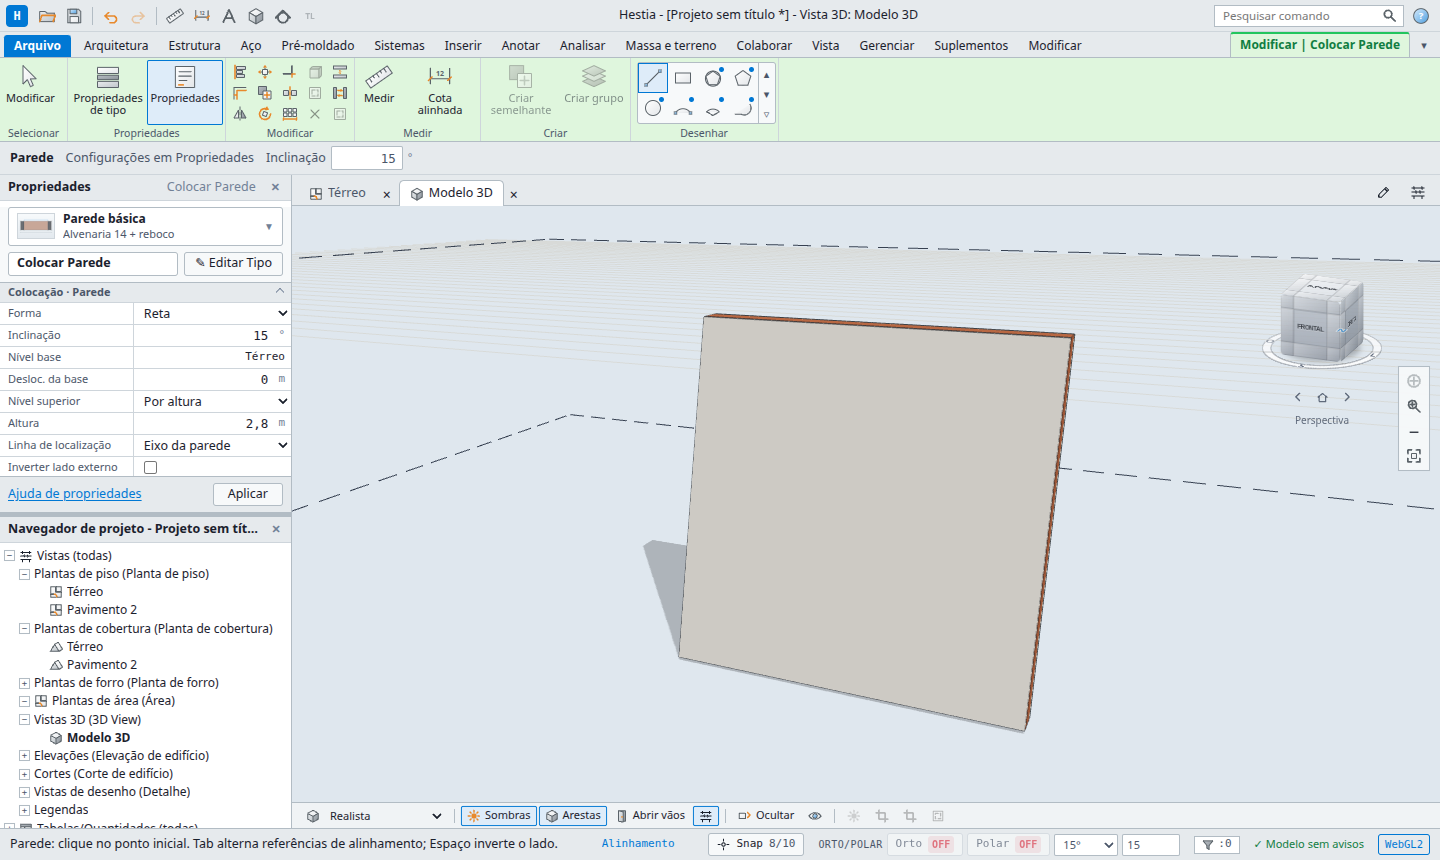 H
TL
Hestia - [Projeto sem título *] - Vista 3D: Modelo 3D
Pesquisar comando
?
Arquivo
Arquitetura
Estrutura
Aço
Pré-moldado
Sistemas
Inserir
Anotar
Analisar
Massa e terreno
Colaborar
Vista
Gerenciar
Suplementos
Modificar
Modificar | Colocar Parede
Modificar
Propriedades de tipo
Propriedades
Medir
Cota alinhada
Criar semelhante
Criar grupo
Selecionar
Propriedades
Modificar
Medir
Criar
Desenhar
Parede
Configurações em Propriedades
Inclinação
15
°
Propriedades
Colocar Parede
Parede básica
Alvenaria 14 + reboco
Colocar Parede
Editar Tipo
Colocação · Parede
Forma
Reta
Inclinação
15 °
Nível base
Térreo
Desloc. da base
0 m
Nível superior
Por altura
Altura
2,8 m
Linha de localização
Eixo da parede
Inverter lado externo
Ajuda de propriedades
Aplicar
Navegador de projeto - Projeto sem tít...
Vistas (todas)
Plantas de piso (Planta de piso)
Térreo
Pavimento 2
Plantas de cobertura (Planta de cobertura)
Térreo
Pavimento 2
Plantas de forro (Planta de forro)
Plantas de área (Área)
Vistas 3D (3D View)
Modelo 3D
Elevações (Elevação de edifício)
Cortes (Corte de edifício)
Vistas de desenho (Detalhe)
Legendas
Tabelas/Quantidades (todas)
Térreo
Modelo 3D
FRONTAL
Perspectiva
Realista
Sombras
Arestas
Abrir vãos
Ocultar
Parede: clique no ponto inicial. Tab alterna referências de alinhamento; Espaço inverte o lado.
Alinhamento
Snap 8/10
ORTO/POLAR
Orto OFF
Polar OFF
15°
15
:0
✓ Modelo sem avisos
WebGL2